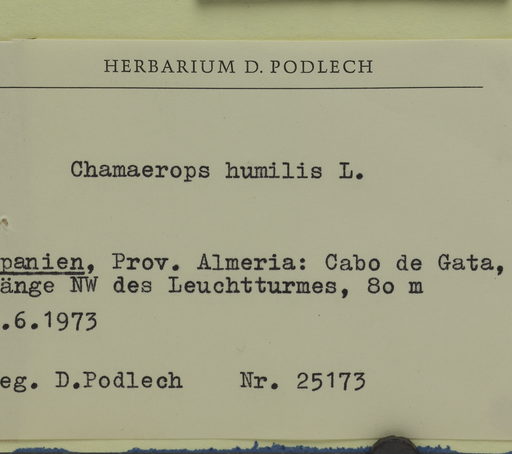 HERBARIUM D. PODLECH
Chamaerops humilis L.
panien, Prov. Almeria: Cabo de Gata,
änge NW des Leuchtturmes, 8o m
.6.1973
eg. D.Podlech Nr. 25173